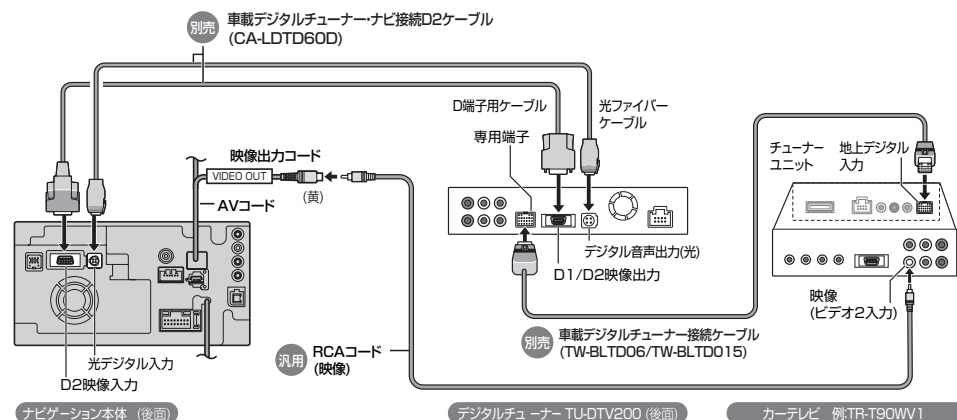 別売
車載デジタルチューナー・ナビ接続D2ケーブル
(CA-LDTD60D)
D端子用ケーブル
光ファイバー
ケーブル
専用端子
チューナー
ユニット
地上デジタル
入力
映像出力コード
VIDEO OUT
(黄)
AVコード
デジタル音声出力(光)
D1/D2映像出力
映像
(ビデオ2入力)
別売
車載デジタルチューナー接続ケーブル
(TW-BLTD06/TW-BLTD015)
汎用
RCAコード
(映像)
光デジタル入力
D2映像入力
ナビゲーション本体 (後面)
デジタルチューナー TU-DTV200 (後面)
カーテレビ 例:TR-T90WV1